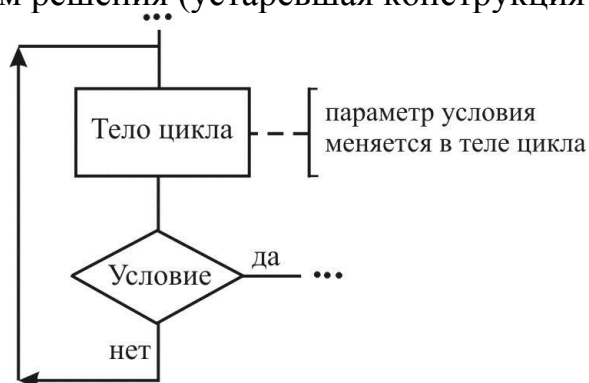 м решения (устаревшая конструкция
•••
Тело цикла
параметр условия
меняется в теле цикла
Условие
да
•••
нет